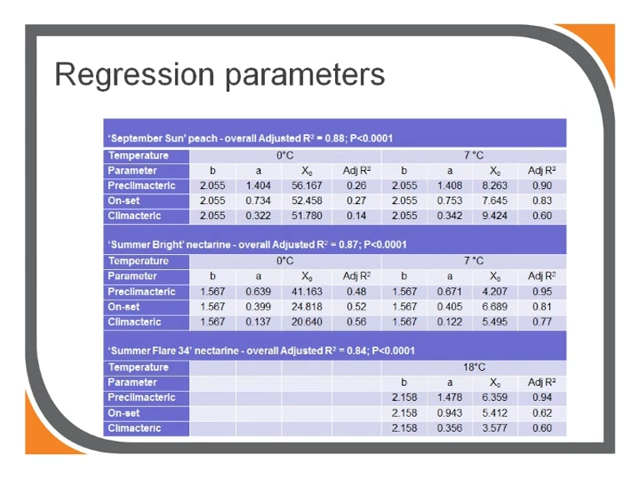 Regression parameters
'September Sun' peach - overall Adjusted R² = 0.88; P<0.0001
Temperature 0°C 7 °C
Parameter b a X₀ Adj R² b a X₀ Adj R²
Preclimacteric 2.055 1.404 56.167 0.26 2.055 1.408 8.263 0.90
On-set 2.055 0.734 52.458 0.27 2.055 0.753 7.645 0.83
Climacteric 2.055 0.322 51.780 0.14 2.055 0.342 9.424 0.60
'Summer Bright' nectarine - overall Adjusted R² = 0.87; P<0.0001
Temperature 0°C 7 °C
Parameter b a X₀ Adj R² b a X₀ Adj R²
Preclimacteric 1.567 0.639 41.163 0.48 1.567 0.671 4.207 0.95
On-set 1.567 0.399 24.818 0.52 1.567 0.405 6.689 0.81
Climacteric 1.567 0.137 20.640 0.56 1.567 0.122 5.495 0.77
'Summer Flare 34' nectarine - overall Adjusted R² = 0.84; P<0.0001
Temperature 18°C
Parameter b a X₀ Adj R²
Preclimacteric 2.158 1.478 6.359 0.94
On-set 2.158 0.943 5.412 0.62
Climacteric 2.158 0.356 3.577 0.60